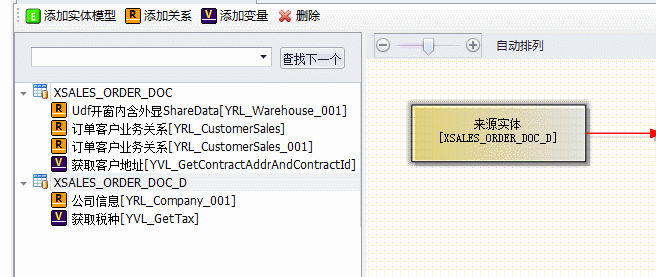 E 添加实体模型 R 添加关系 V 添加变量 删除
查找下一个
自动排列
XSALES_ORDER_DOC
R Udf开窗内含外显ShareData[YRL_Warehouse_001]
R 订单客户业务关系[YRL_CustomerSales]
R 订单客户业务关系[YRL_CustomerSales_001]
V 获取客户地址[YVL_GetContractAddrAndContractId]
XSALES_ORDER_DOC_D
R 公司信息[YRL_Company_001]
V 获取税种[YVL_GetTax]
来源实体
[XSALES_ORDER_DOC_D]